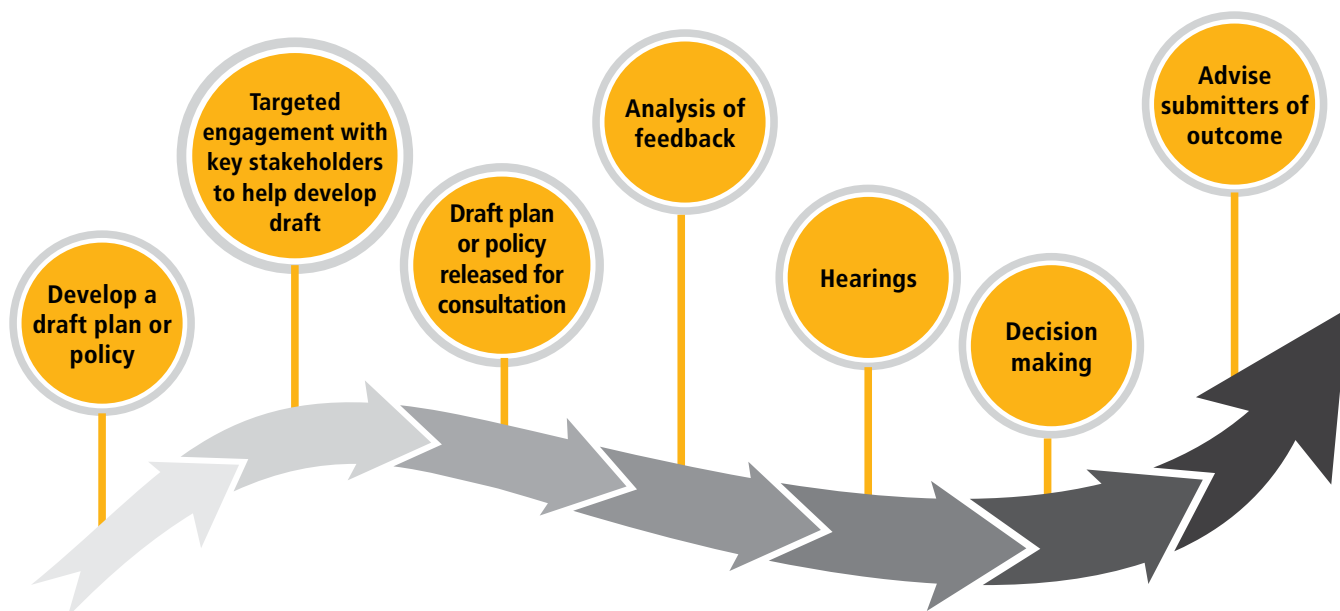 Develop a
draft plan or
policy
Targeted
engagement with
key stakeholders
to help develop
draft
Draft plan
or policy
released for
consultation
Analysis of
feedback
Hearings
Decision
making
Advise
submitters of
outcome